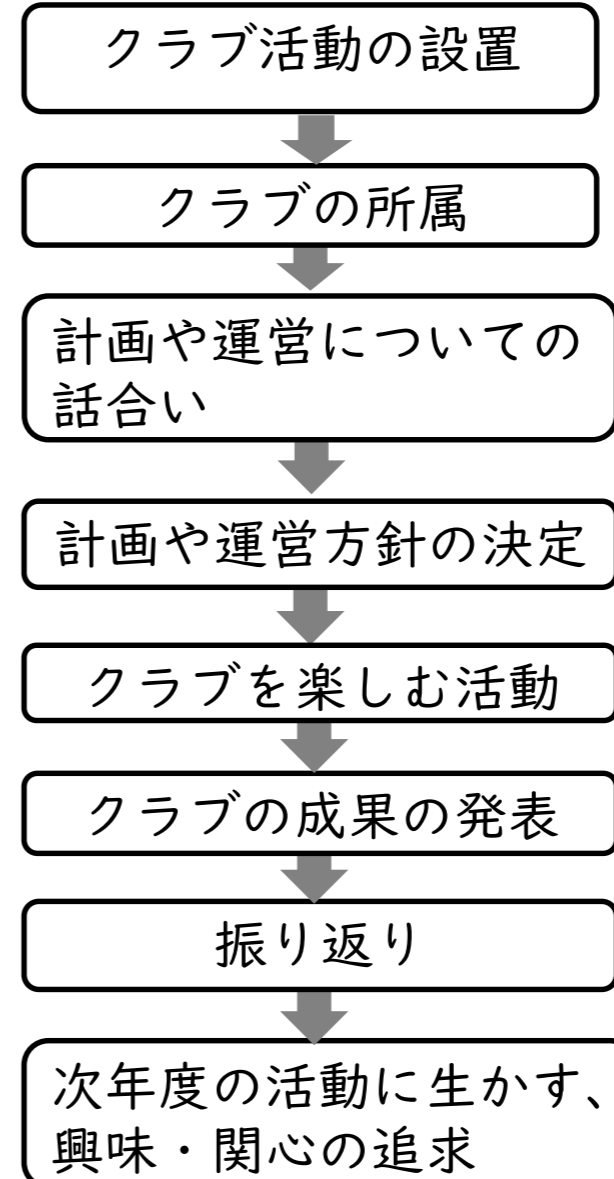 クラブ活動の設置
クラブの所属
計画や運営についての
話合い
計画や運営方針の決定
クラブを楽しむ活動
クラブの成果の発表
振り返り
次年度の活動に生かす、
興味・関心の追求